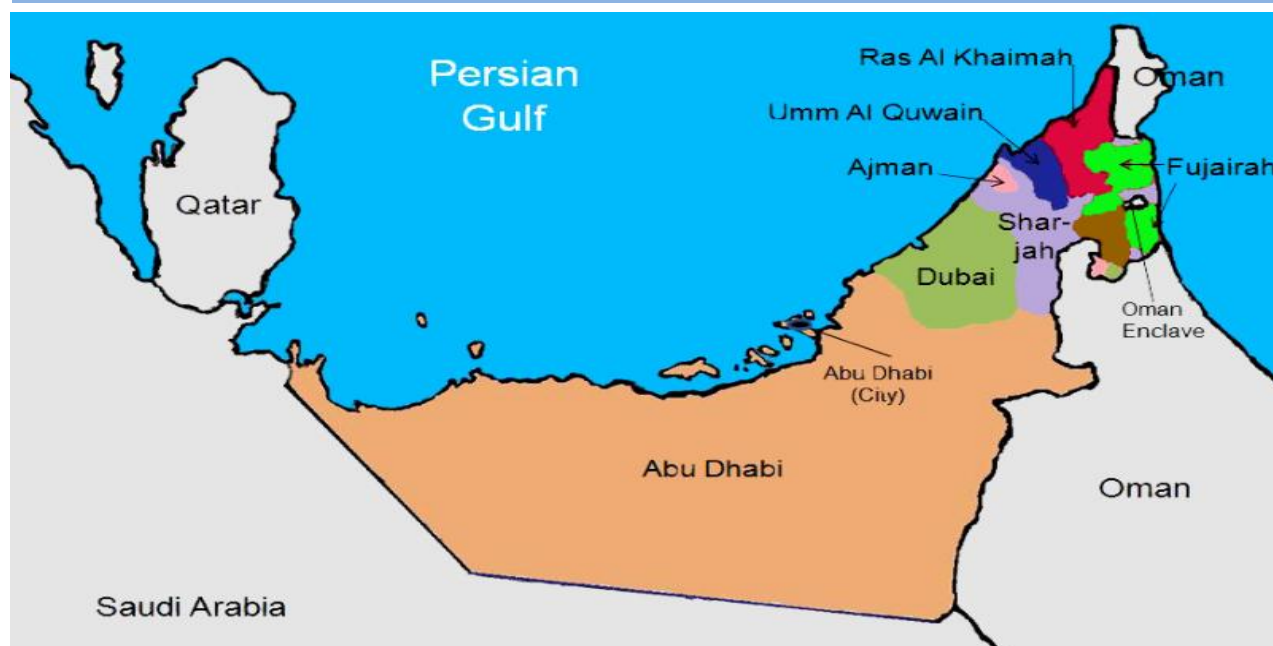 Persian
Gulf
Ras Al Khaimah
Oman
Umm Al Quwain
Ajman
Fujairah
Qatar
Shar-
jah
Dubai
Oman
Enclave
Abu Dhabi
(City)
Abu Dhabi
Oman
Saudi Arabia